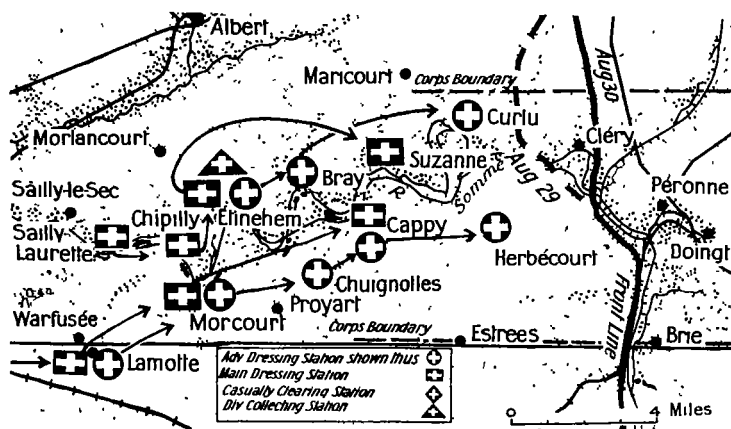 Albert
Maricourt
Corps Boundary
Aug 30
Curlu
Cléry
Morlancourt
Suzanne
Aug 29
Bray
R
Somme
Péronne
Sailly-le-Sec
Chipilly
Etinehem
Cappy
Sailly
Laurette
Herbécourt
Doingt
Chuignolles
Morcourt
Proyart
Front Line
Warfusée
Corps Boundary
Estrees
Brie
Lamotte
Adv Dressing Station shown thus
Main Dressing Station
Casualty Clearing Station
Div Collecting Station
0 4 Miles